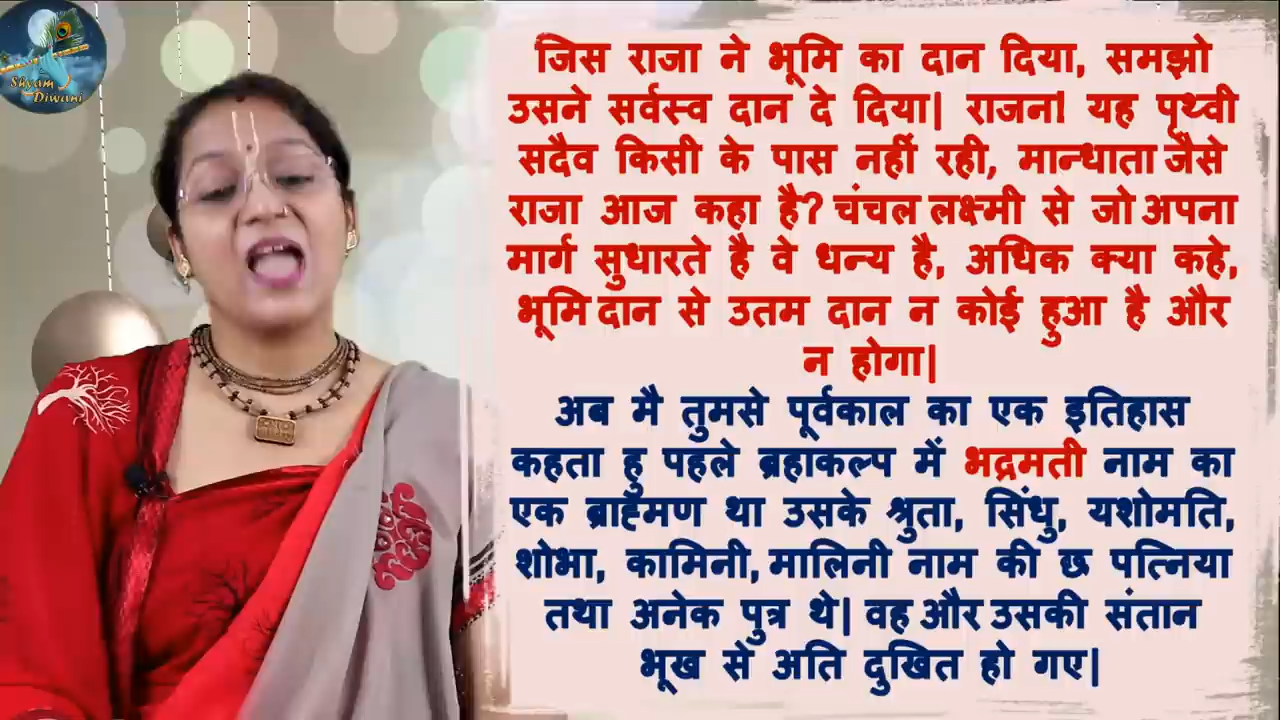 Shyam
Diwani
जिस राजा ने भूमि का दान दिया, समझो
उसने सर्वस्व दान दे दिया| राजन! यह पृथ्वी
सदैव किसी के पास नहीं रही, मान्धाता जैसे
राजा आज कहा है? चंचल लक्ष्मी से जो अपना
मार्ग सुधारते है वे धन्य है, अधिक क्या कहे,
भूमि दान से उतम दान न कोई हुआ है और
न होगा|
अब मै तुमसे पूर्वकाल का एक इतिहास
कहता हु पहले ब्रहाकल्प में भद्रमती नाम का
एक ब्राह्मण था उसके श्रुता, सिंधु, यशोमति,
शोभा, कामिनी, मालिनी नाम की छ पत्निया
तथा अनेक पुत्र थे| वह और उसकी संतान
भूख से अति दुखित हो गए|